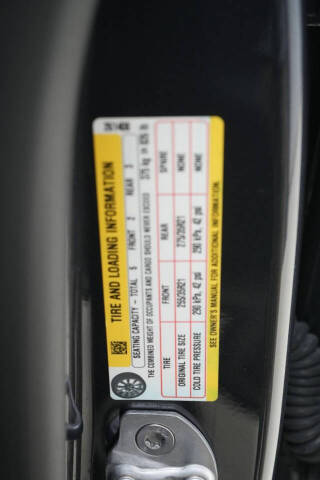 TIRE AND LOADING INFORMATION
SEATING CAPACITY - TOTAL 5 FRONT 2 REAR 3
THE COMBINED WEIGHT OF OCCUPANTS AND CARGO SHOULD NEVER EXCEED 375 kg or 826 lb
TIRE FRONT REAR SPARE
ORIGINAL TIRE SIZE 255/35R21 275/35R21 NONE
COLD TIRE PRESSURE 290 kPa, 42 psi 290 kPa, 42 psi NONE
SEE OWNER'S MANUAL FOR ADDITIONAL INFORMATION